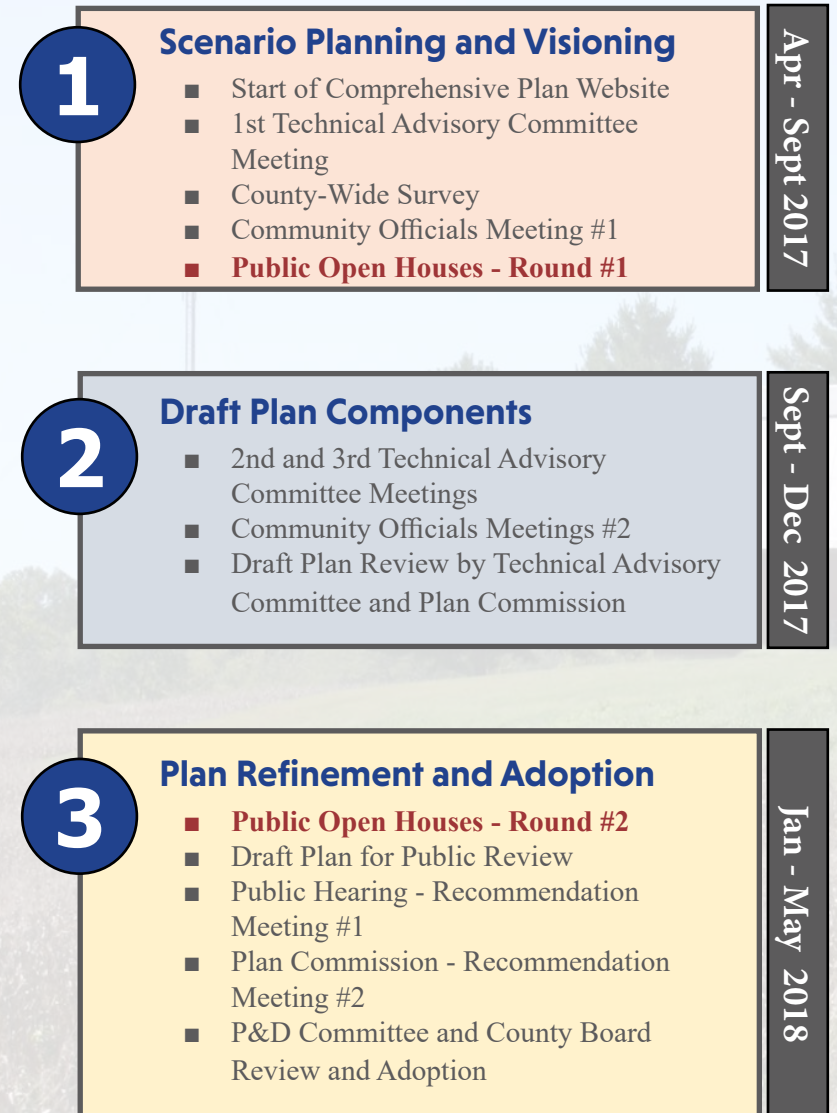 1
Scenario Planning and Visioning
■ Start of Comprehensive Plan Website
■ 1st Technical Advisory Committee
Meeting
■ County-Wide Survey
■ Community Officials Meeting #1
■ Public Open Houses - Round #1
Apr - Sept 2017
2
Draft Plan Components
■ 2nd and 3rd Technical Advisory
Committee Meetings
■ Community Officials Meetings #2
■ Draft Plan Review by Technical Advisory
Committee and Plan Commission
Sept - Dec 2017
3
Plan Refinement and Adoption
■ Public Open Houses - Round #2
■ Draft Plan for Public Review
■ Public Hearing - Recommendation
Meeting #1
■ Plan Commission - Recommendation
Meeting #2
■ P&D Committee and County Board
Review and Adoption
Jan - May 2018